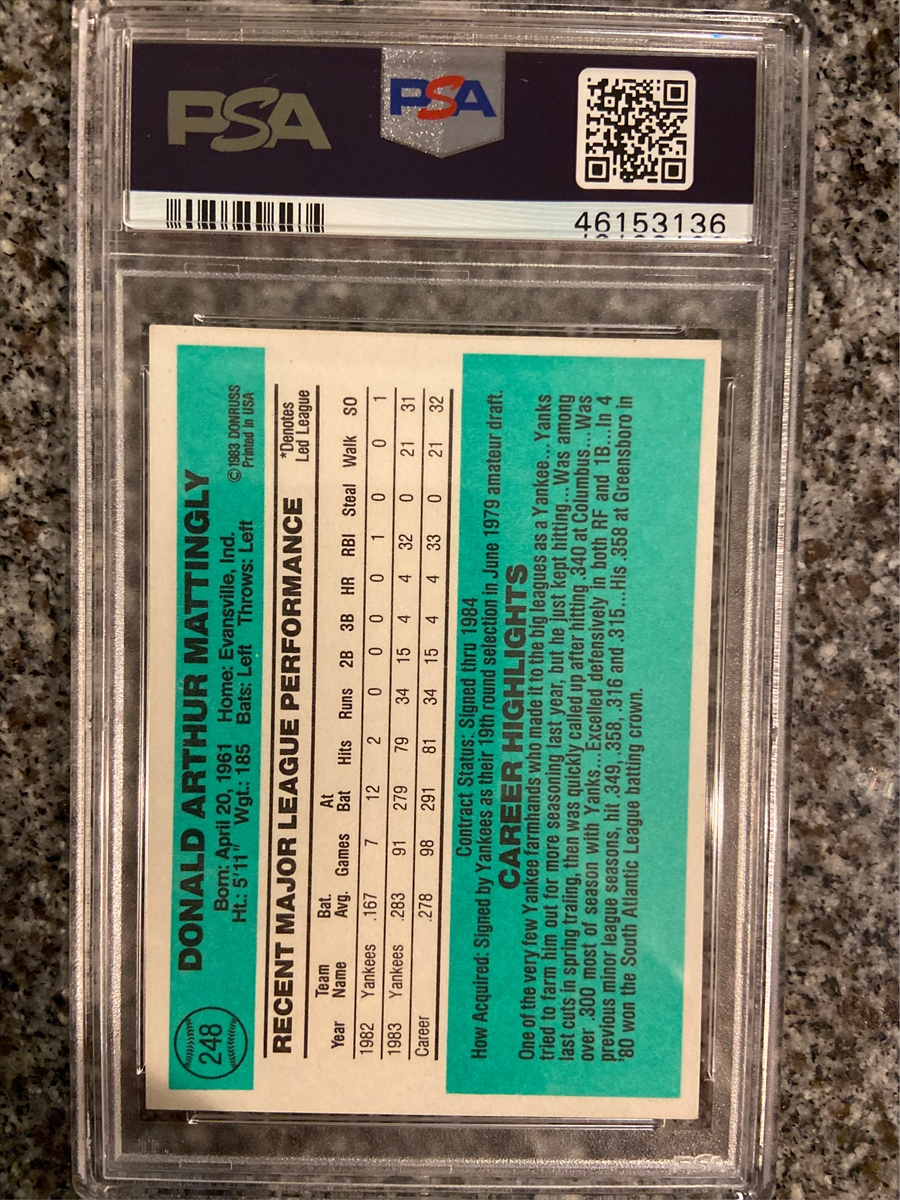 PSA
PSA
46153136
248
DONALD ARTHUR MATTINGLY
Born: April 20, 1961 Home: Evansville, Ind.
Ht.: 5'11" Wgt.: 185 Bats: Left Throws: Left
©1983 DONRUSS
Printed in USA
RECENT MAJOR LEAGUE PERFORMANCE
*Denotes
Led League
Year Team Name Bat. Avg. Games At Bat Hits Runs 2B 3B HR RBI Steal Walk SO
1982 Yankees .167 7 12 2 0 0 0 0 1 0 0 1
1983 Yankees .283 91 279 79 34 15 4 4 32 0 21 31
Career .278 98 291 81 34 15 4 4 33 0 21 32
Contract Status: Signed thru 1984
How Acquired: Signed by Yankees as their 19th round selection in June 1979 amateur draft.
CAREER HIGHLIGHTS
One of the very few Yankee farmhands who made it to the big leagues as a Yankee...Yanks
tried to farm him out for more seasoning last year, but he just kept hitting...Was among
last cuts in spring training, then was quickly called up after hitting .340 at Columbus...Was
over .300 most of season with Yanks...Excelled defensively in both RF and 1B...In 4
previous minor league seasons, hit .349, .358, .316 and .315...His .358 at Greensboro in
'80 won the South Atlantic League batting crown.